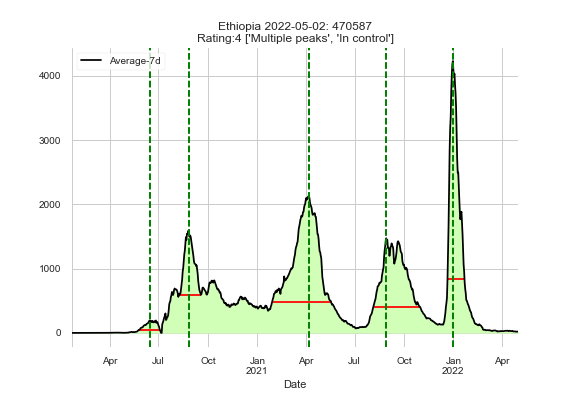 Ethiopia 2022-05-02: 470587
Rating:4 ['Multiple peaks', 'In control']
Average-7d
4000
3000
2000
1000
0
Apr
Jul
Oct
Jan
2021
Apr
Jul
Oct
Jan
2022
Apr
Date